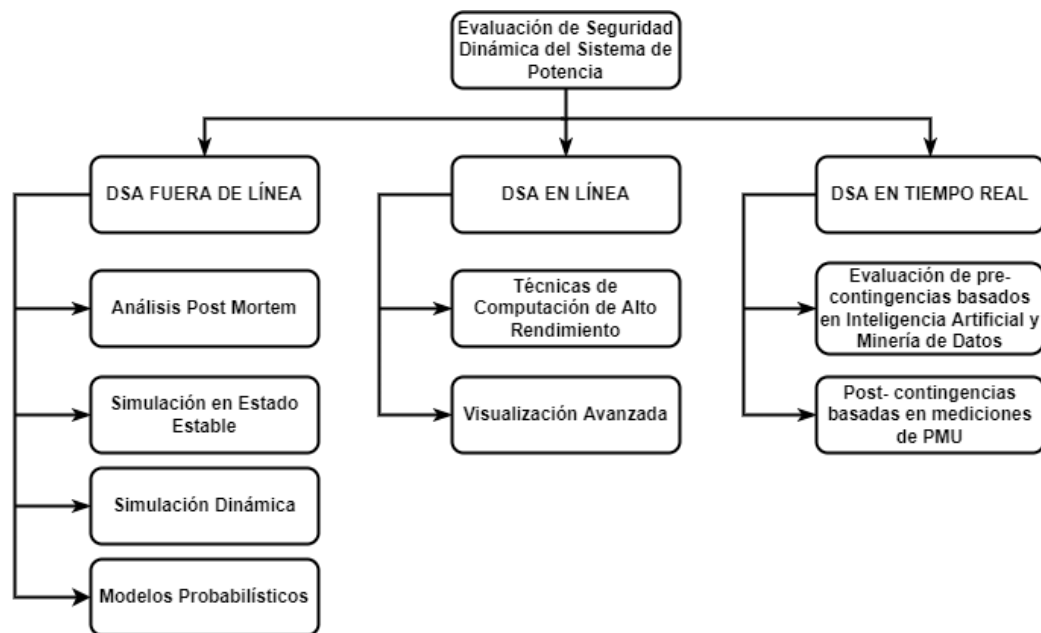 Evaluación de Seguridad
Dinámica del Sistema de
Potencia
DSA FUERA DE LÍNEA
DSA EN LÍNEA
DSA EN TIEMPO REAL
Análisis Post Mortem
Simulación en Estado
Estable
Simulación Dinámica
Modelos Probabilísticos
Técnicas de
Computación de Alto
Rendimiento
Visualización Avanzada
Evaluación de pre-
contingencias basados
en Inteligencia Artificial y
Minería de Datos
Post- contingencias
basadas en mediciones
de PMU